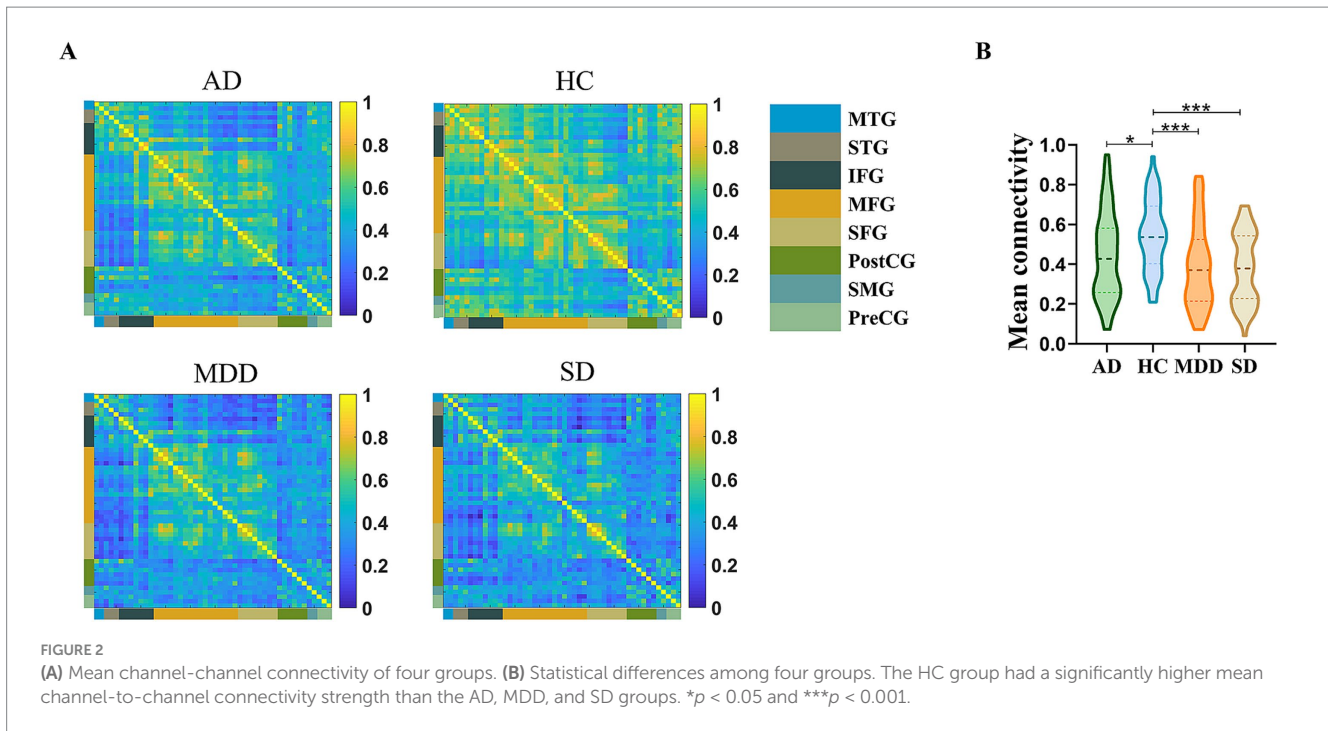 A
AD
1
0.8
0.6
0.4
0.2
0
HC
1
0.8
0.6
0.4
0.2
0
MTG
STG
IFG
MFG
SFG
PostCG
SMG
PreCG
MDD
1
0.8
0.6
0.4
0.2
0
SD
1
0.8
0.6
0.4
0.2
0
B
***
* ***
Mean connectivity
1.0
0.8
0.6
0.4
0.2
0.0
AD HC MDD SD
FIGURE 2
(A) Mean channel-channel connectivity of four groups. (B) Statistical differences among four groups. The HC group had a significantly higher mean
channel-to-channel connectivity strength than the AD, MDD, and SD groups. *p < 0.05 and ***p < 0.001.